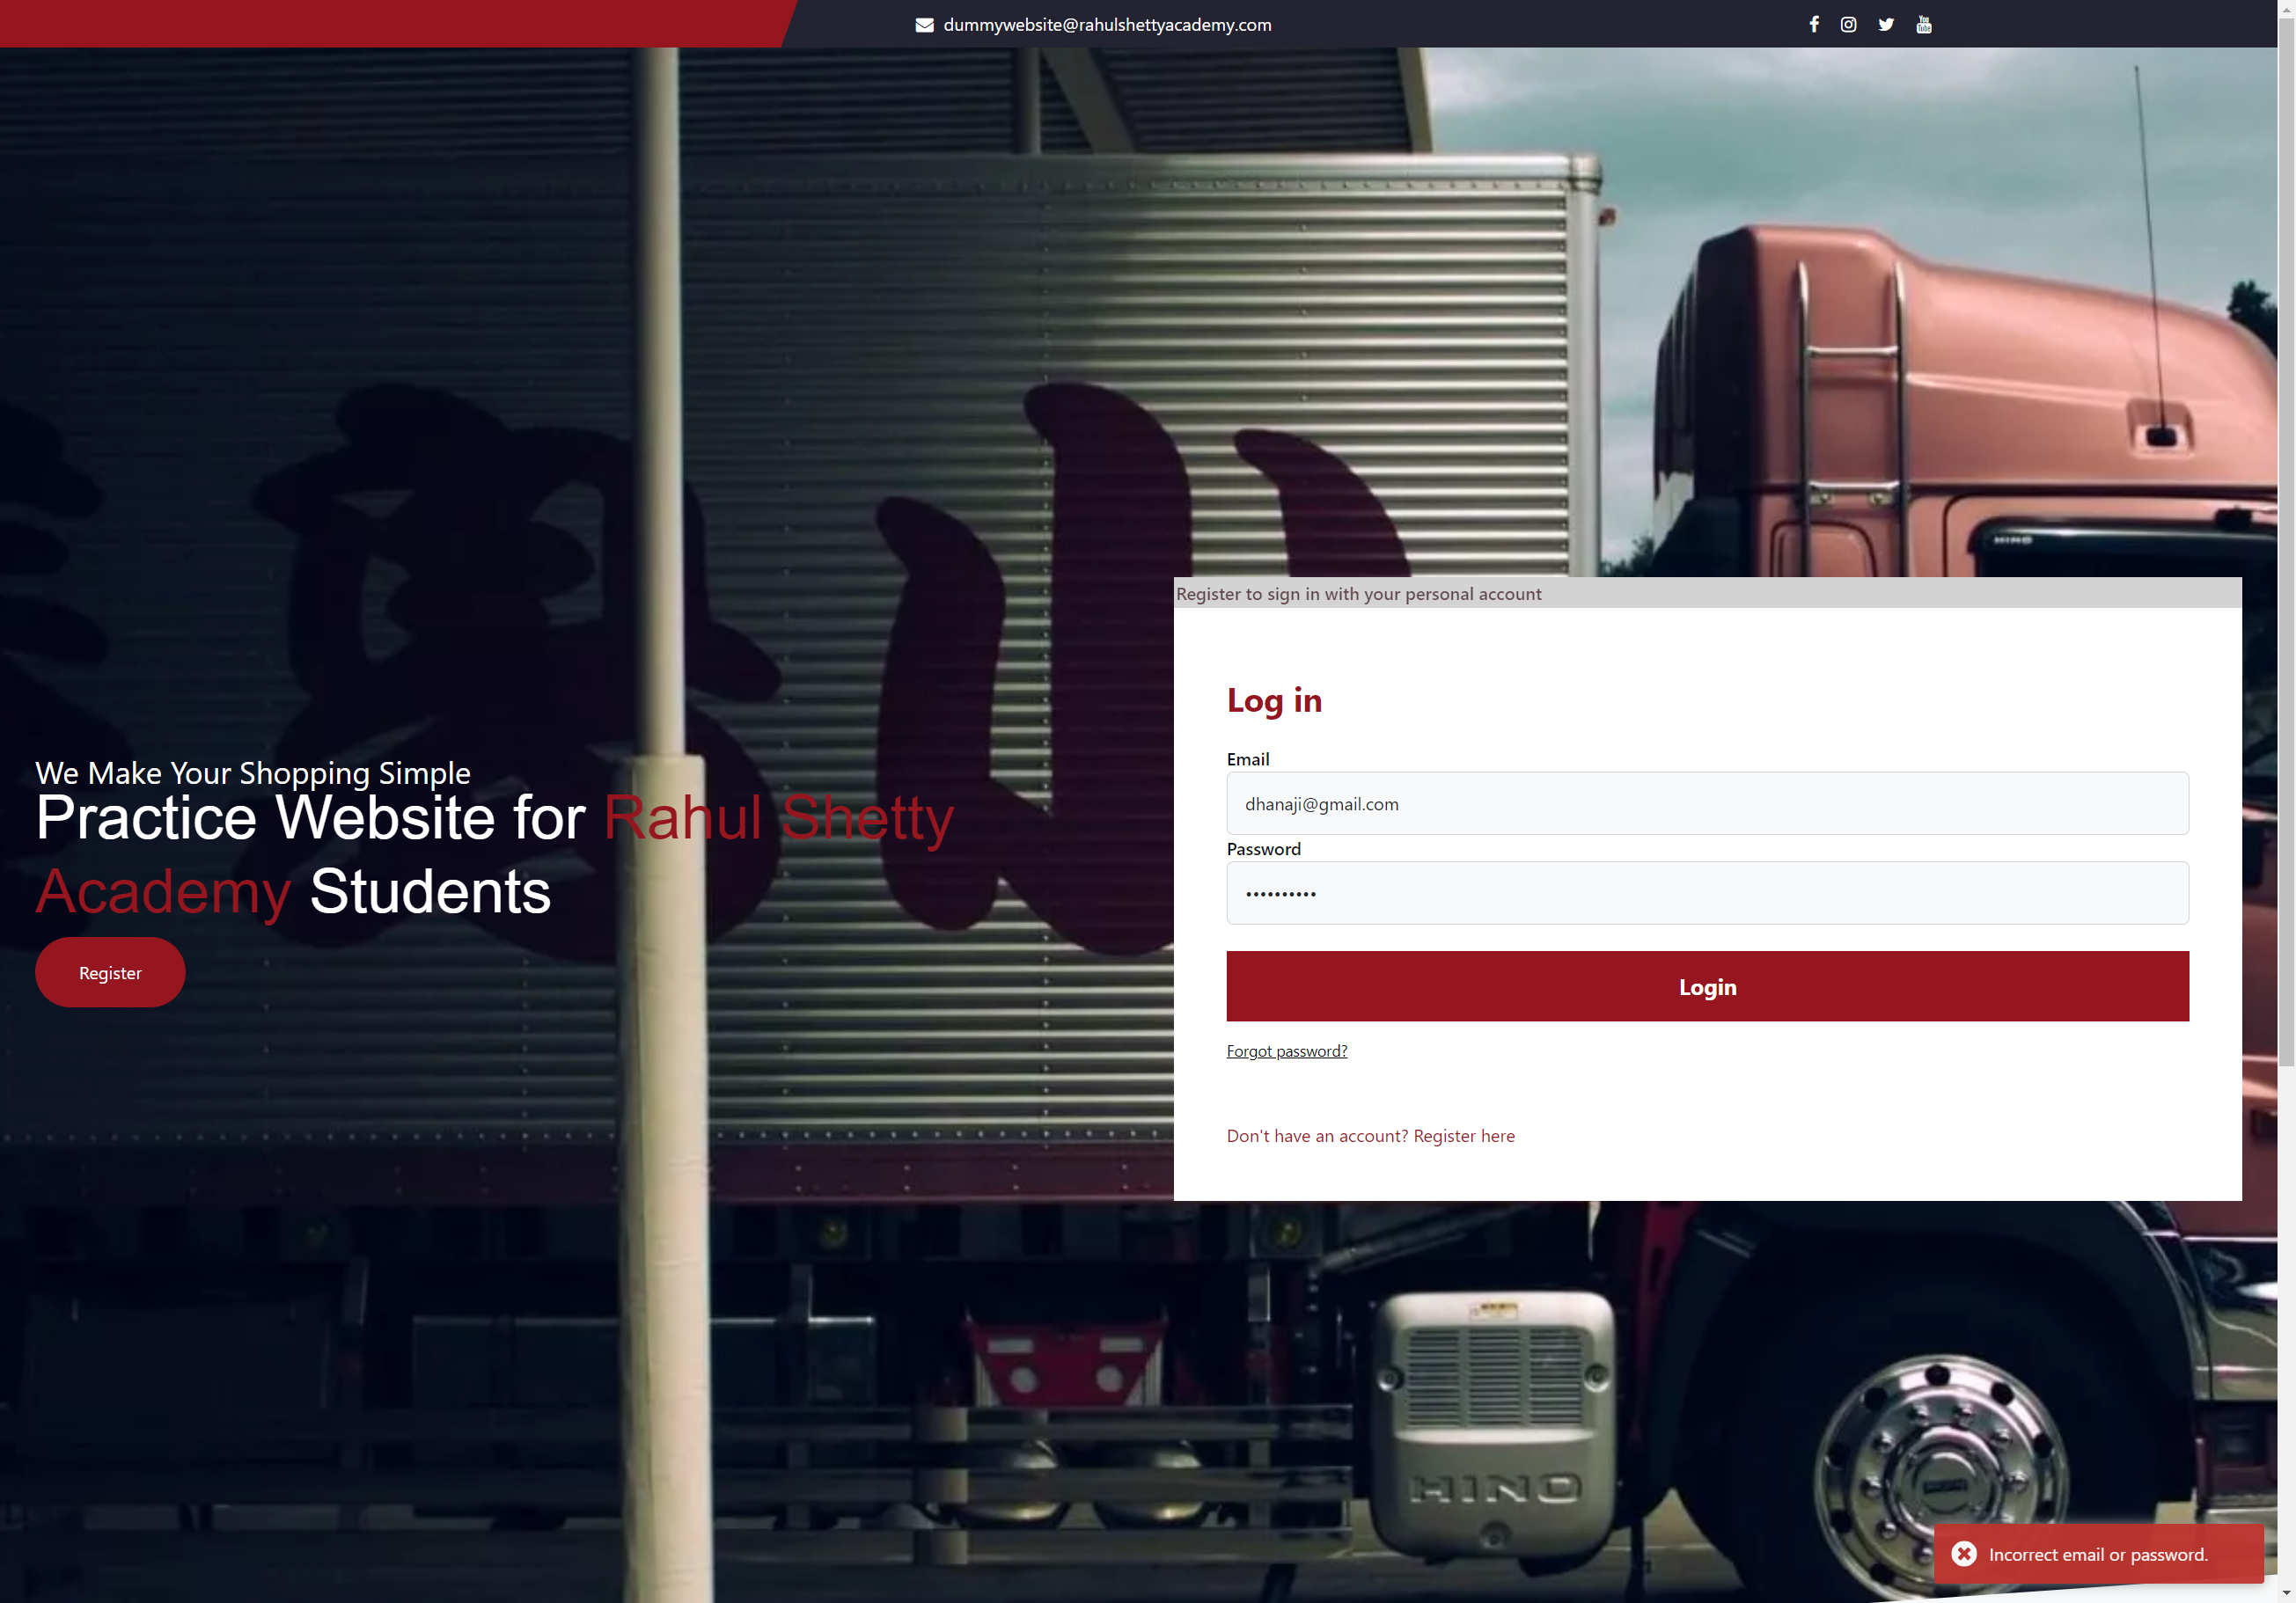 dummywebsite@rahulshettyacademy.com
HINO
Register to sign in with your personal account
Log in
Email
dhanaji@gmail.com
Password
We Make Your Shopping Simple
Practice Website for Rahul Shetty
Academy Students
Register
Login
Forgot password?
Don't have an account? Register here
HINO
Incorrect email or password.